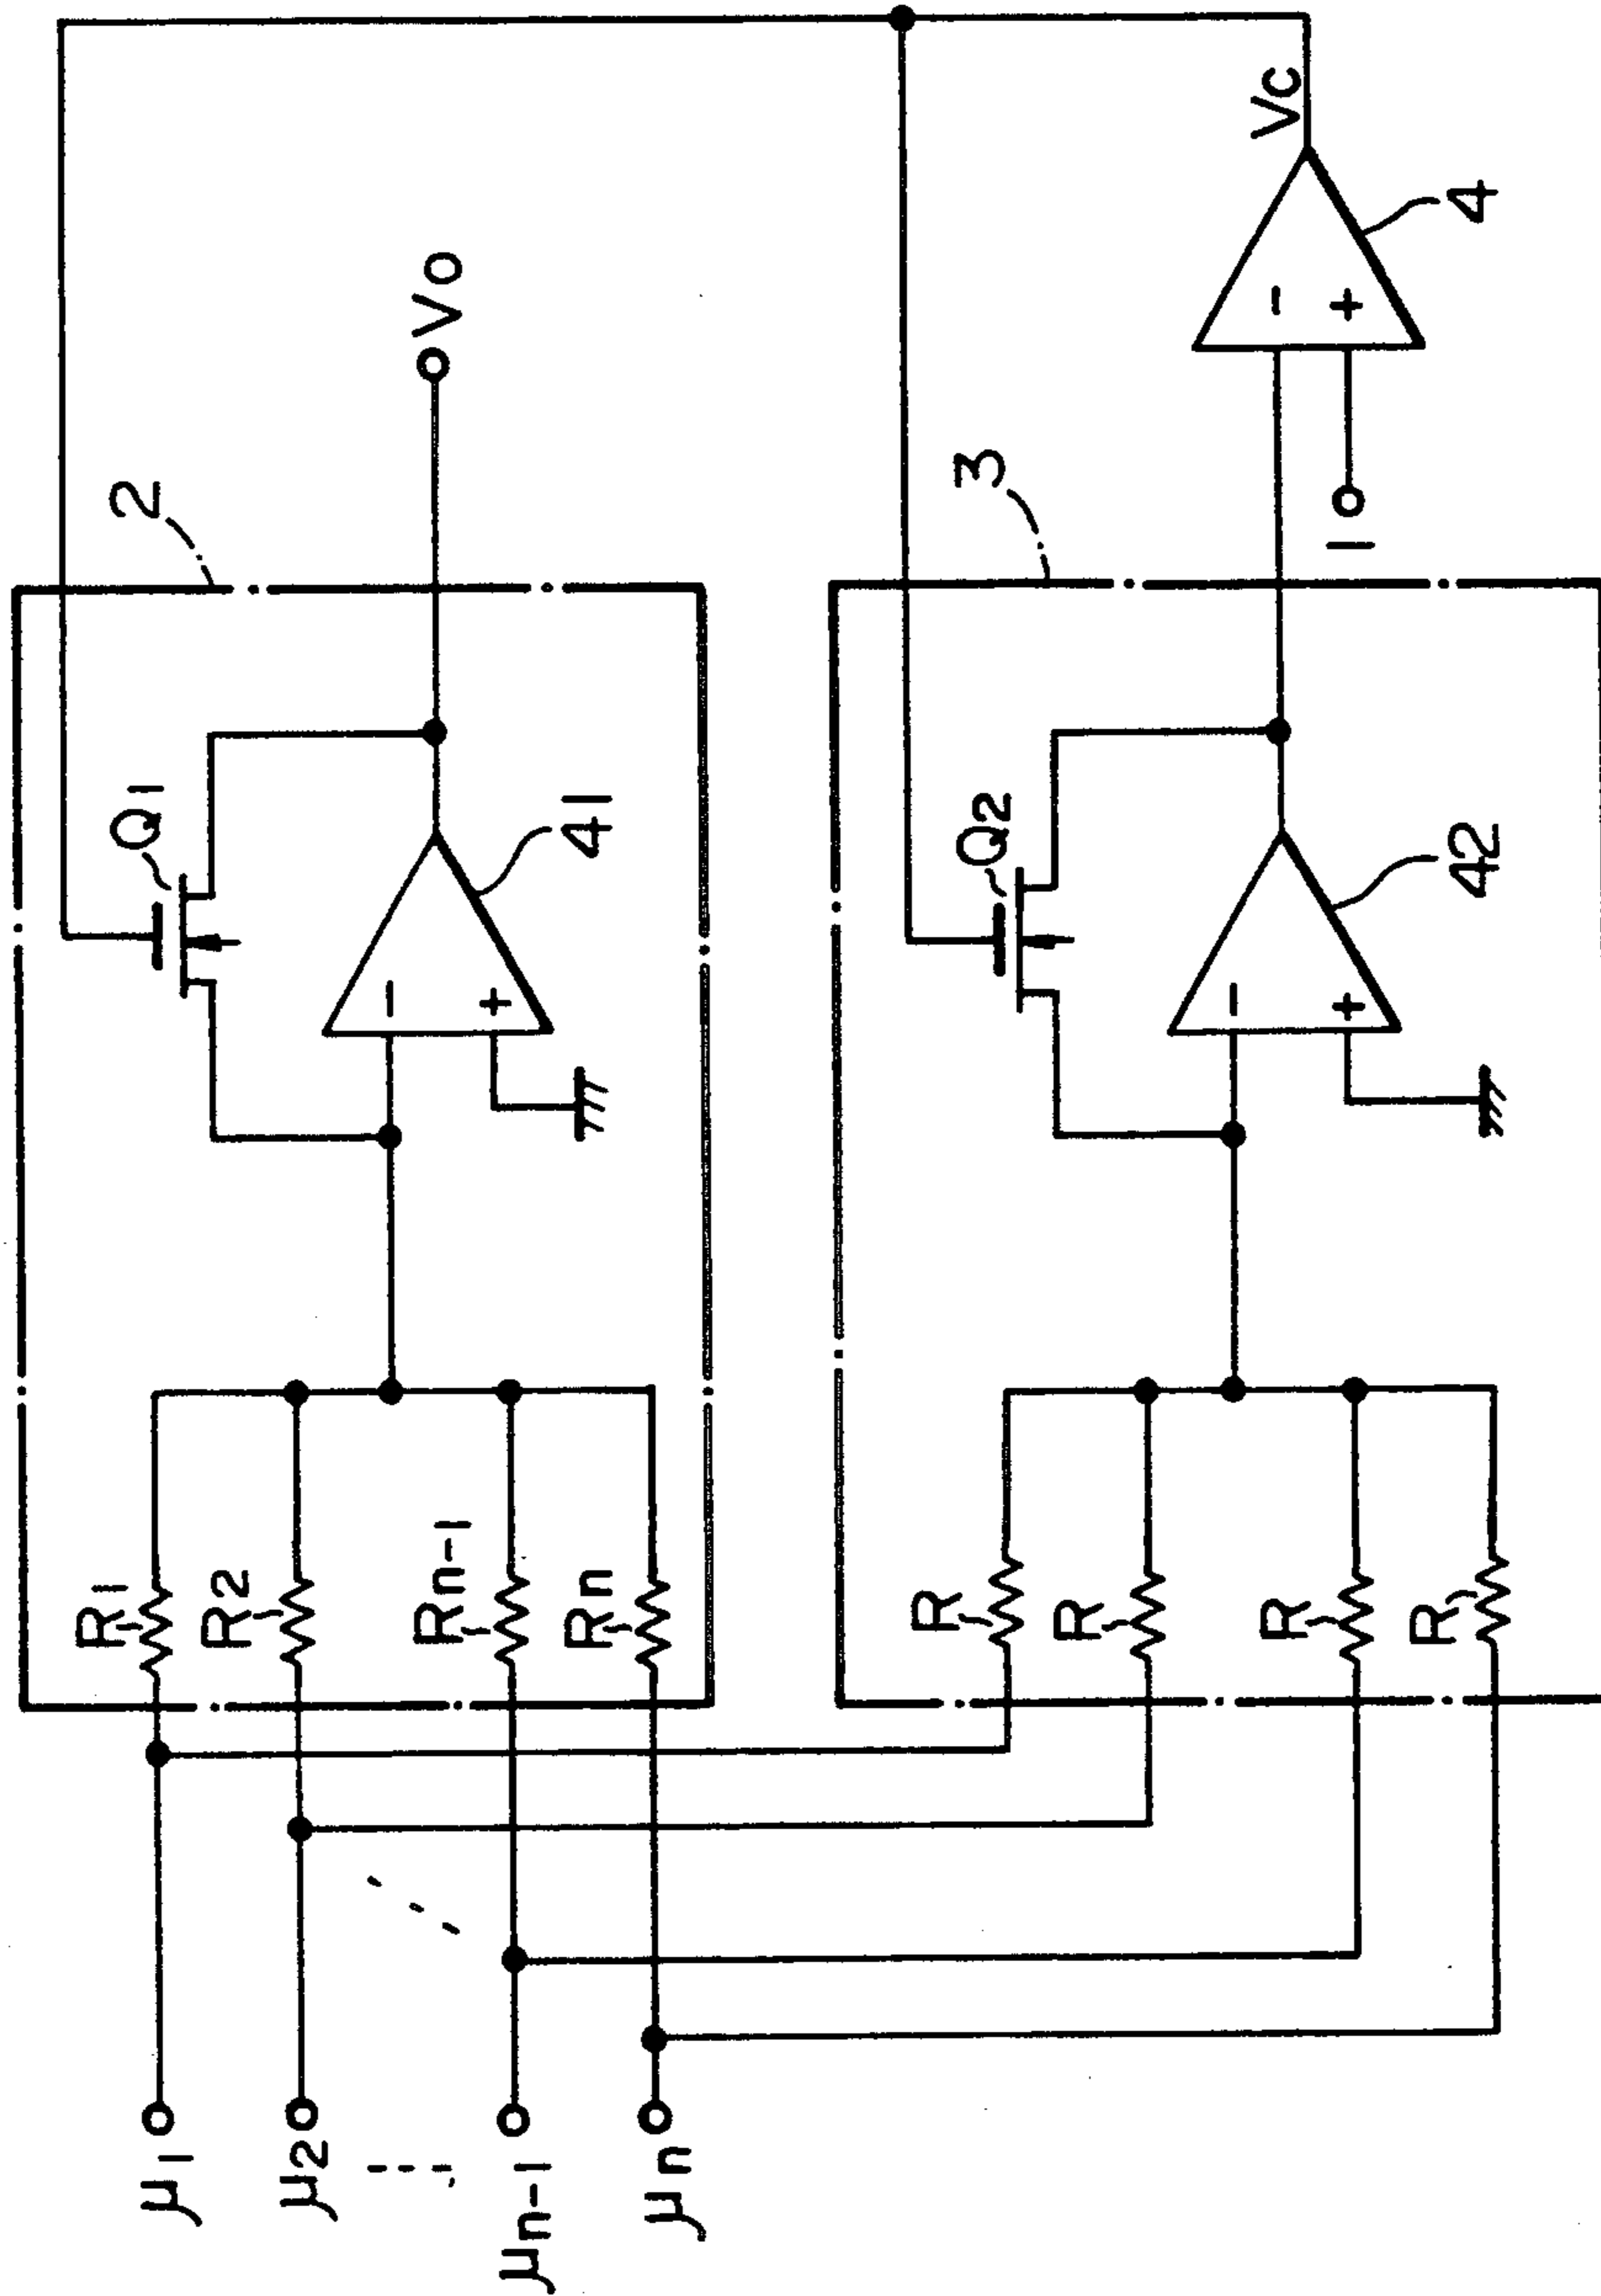 μ1
μ2
μn-1
μn
R1
R2
Rn-1
Rn
Q1
-
+
41
2
Vo
R
R
R
R
Q2
-
+
42
3
1
-
+
4
Vc